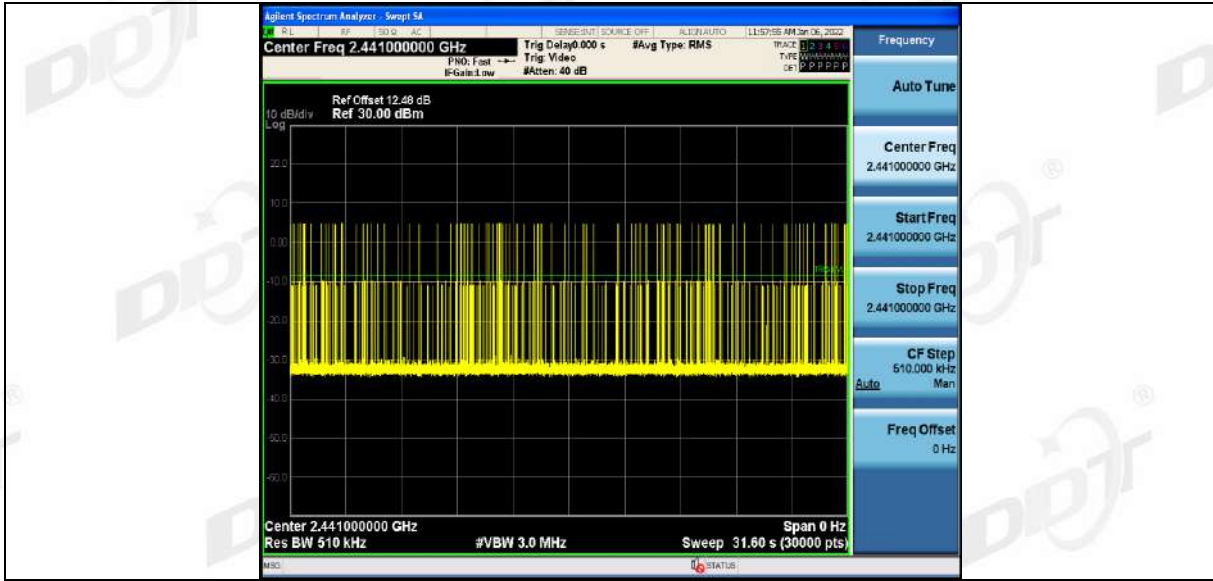 Agilent Spectrum Analyzer - Swept SA
RL RF 50 Ω AC SENSE:INT SOURCE OFF ALIGN AUTO 11:57:55 AM Jan 06, 2022
Center Freq 2.441000000 GHz Trig Delay0.000 s #Avg Type: RMS TRACE 1 2 3 4 5 6
PNO: Fast Trig: Video TYPE
IFGain:Low #Atten: 40 dB DET P P P P P P
Ref Offset 12.48 dB
10 dB/div Ref 30.00 dBm
Log
20.0
10.0
0.00
-10.0
-20.0
-30.0
-40.0
-50.0
-60.0
Center 2.441000000 GHz Span 0 Hz
Res BW 510 kHz #VBW 3.0 MHz Sweep 31.60 s (30000 pts)
MSG STATUS
Frequency
Auto Tune
Center Freq
2.441000000 GHz
Start Freq
2.441000000 GHz
Stop Freq
2.441000000 GHz
CF Step
510.000 kHz
Auto Man
Freq Offset
0 Hz